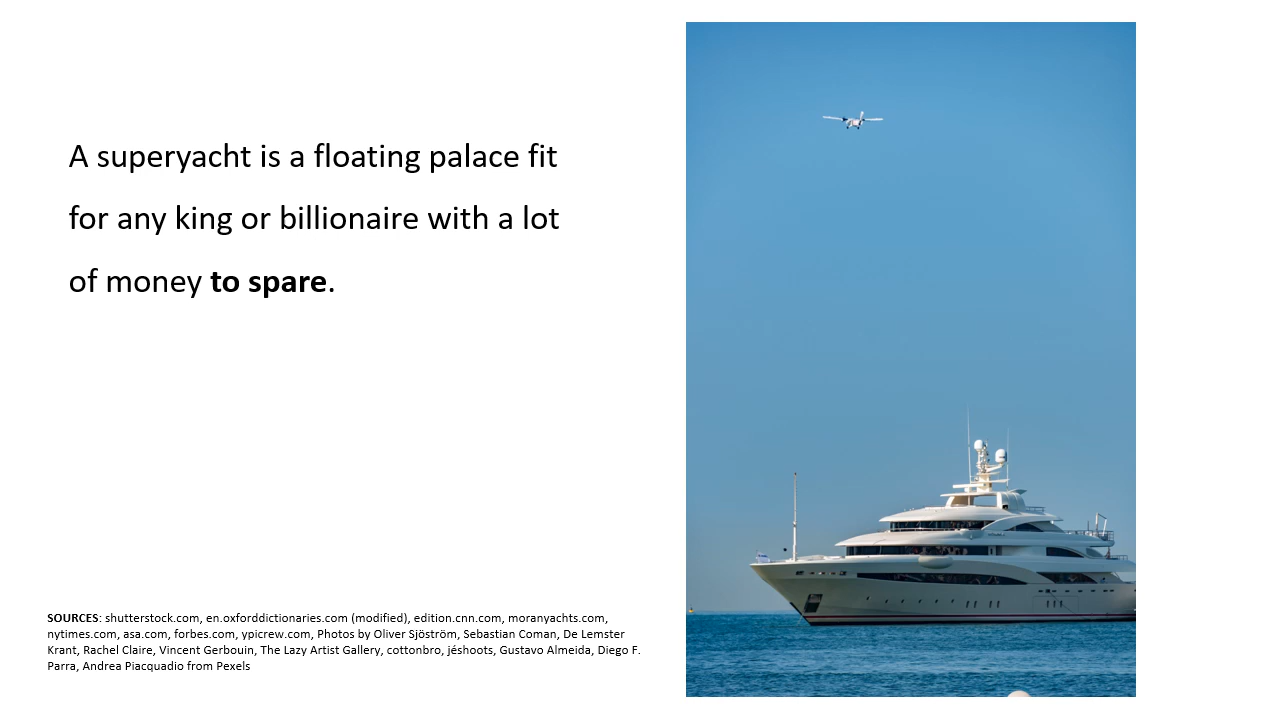 A superyacht is a floating palace fit
for any king or billionaire with a lot
of money to spare.
SOURCES: shutterstock.com, en.oxforddictionaries.com (modified), edition.cnn.com, moranyachts.com,
nytimes.com, asa.com, forbes.com, ypicrew.com, Photos by Oliver Sjöström, Sebastian Coman, De Lemster
Krant, Rachel Claire, Vincent Gerbouin, The Lazy Artist Gallery, cottonbro, jéshoots, Gustavo Almeida, Diego F.
Parra, Andrea Piacquadio from Pexels